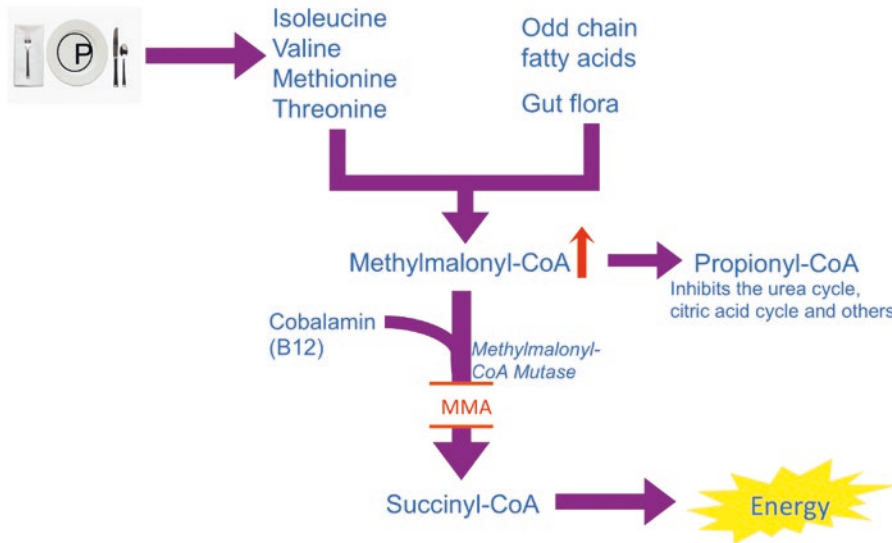 P
Isoleucine
Valine
Methionine
Threonine
Odd chain
fatty acids
Gut flora
Methylmalonyl-CoA
Propionyl-CoA
Inhibits the urea cycle,
citric acid cycle and others
Cobalamin
(B12)
Methylmalonyl-
CoA Mutase
MMA
Succinyl-CoA
Energy